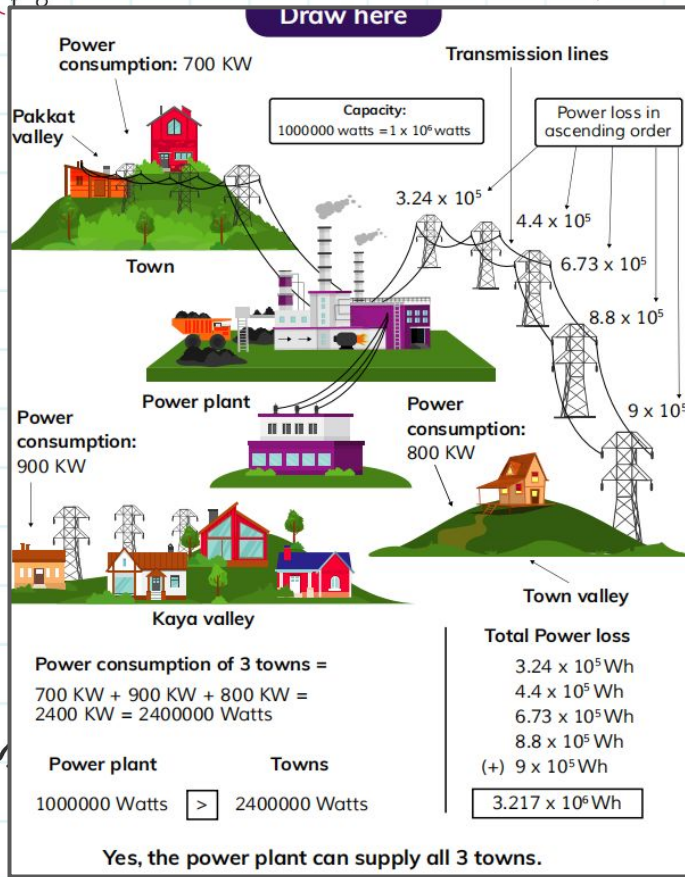 Draw here
Power
consumption: 700 KW
Transmission lines
Pakkat
valley
Capacity:
1000000 watts = 1 x 10⁶ watts
Power loss in
ascending order
3.24 x 10⁵
4.4 x 10⁵
6.73 x 10⁵
8.8 x 10⁵
9 x 10⁵
Town
Power plant
Power
consumption:
900 KW
Power
consumption:
800 KW
Kaya valley
Town valley
Power consumption of 3 towns =
700 KW + 900 KW + 800 KW =
2400 KW = 2400000 Watts
Power plant Towns
1000000 Watts > 2400000 Watts
Total Power loss
3.24 x 10⁵ Wh
4.4 x 10⁵ Wh
6.73 x 10⁵ Wh
8.8 x 10⁵ Wh
(+) 9 x 10⁵ Wh
3.217 x 10⁶ Wh
Yes, the power plant can supply all 3 towns.